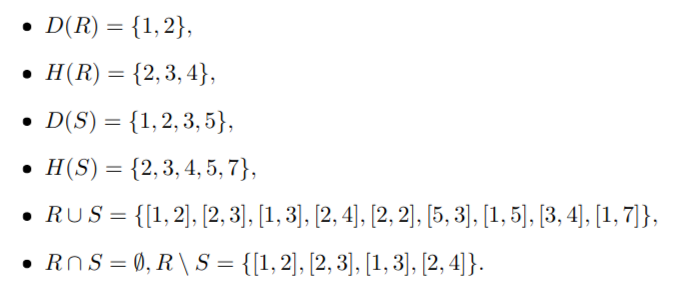 • D(R) = {1, 2},
• H(R) = {2, 3, 4},
• D(S) = {1, 2, 3, 5},
• H(S) = {2, 3, 4, 5, 7},
• R ∪ S = {[1, 2], [2, 3], [1, 3], [2, 4], [2, 2], [5, 3], [1, 5], [3, 4], [1, 7]},
• R ∩ S = ∅, R \ S = {[1, 2], [2, 3], [1, 3], [2, 4]}.